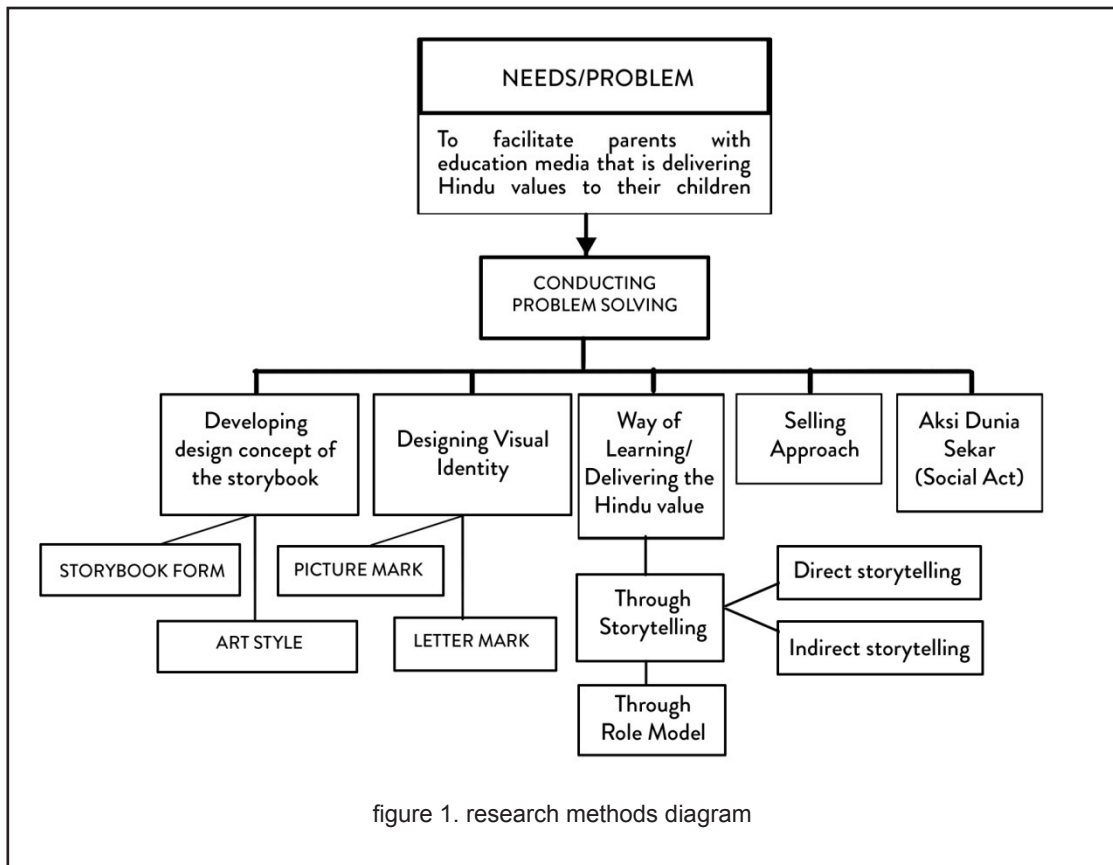 NEEDS/PROBLEM
To facilitate parents with
education media that is delivering
Hindu values to their children
CONDUCTING
PROBLEM SOLVING
Developing
design concept of
the storybook
Designing Visual
Identity
Way of
Learning/
Delivering the
Hindu value
Selling
Approach
Aksi Dunia
Sekar
(Social Act)
STORYBOOK FORM
ART STYLE
PICTURE MARK
LETTER MARK
Through
Storytelling
Direct storytelling
Indirect storytelling
Through
Role Model
figure 1. research methods diagram